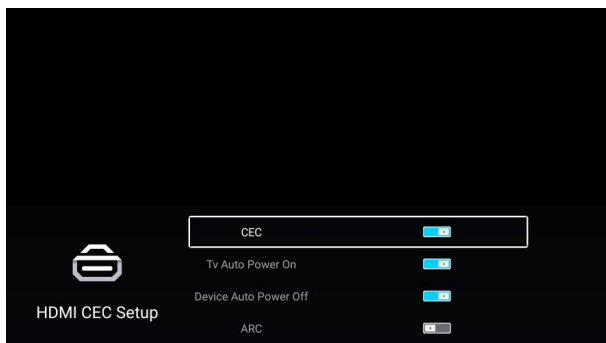 CEC
Tv Auto Power On
Device Auto Power Off
HDMI CEC Setup
ARC